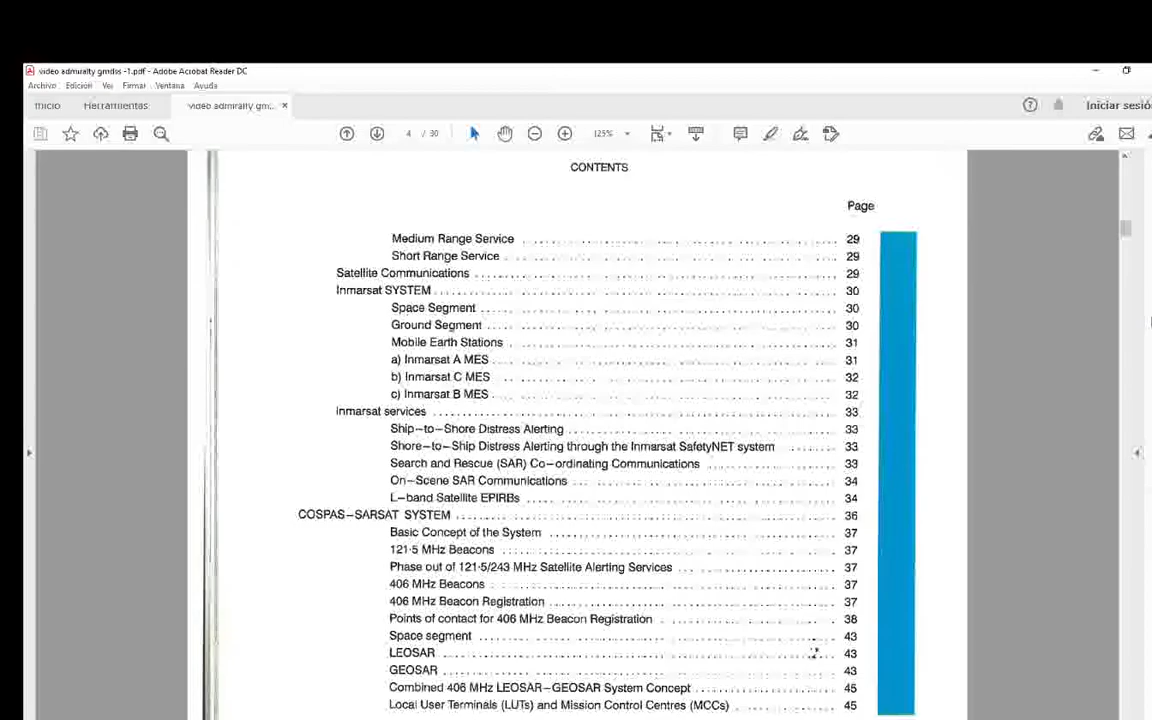 video admiralty gmdss -1.pdf - Adobe Acrobat Reader DC
Archivo Edición Ver Firmar Ventana Ayuda
Inicio Herramientas video admiralty gm... × Iniciar sesió
4 / 30 125%
CONTENTS
Page
Medium Range Service 29
Short Range Service 29
Satellite Communications 29
Inmarsat SYSTEM 30
Space Segment 30
Ground Segment 30
Mobile Earth Stations 31
a) Inmarsat A MES 31
b) Inmarsat C MES 32
c) Inmarsat B MES 32
Inmarsat services 33
Ship-to-Shore Distress Alerting 33
Shore-to-Ship Distress Alerting through the Inmarsat SafetyNET system 33
Search and Rescue (SAR) Co-ordinating Communications 33
On-Scene SAR Communications 34
L-band Satellite EPIRBs 34
COSPAS-SARSAT SYSTEM 36
Basic Concept of the System 37
121·5 MHz Beacons 37
Phase out of 121·5/243 MHz Satellite Alerting Services 37
406 MHz Beacons 37
406 MHz Beacon Registration 37
Points of contact for 406 MHz Beacon Registration 38
Space segment 43
LEOSAR 43
GEOSAR 43
Combined 406 MHz LEOSAR-GEOSAR System Concept 45
Local User Terminals (LUTs) and Mission Control Centres (MCCs) 45